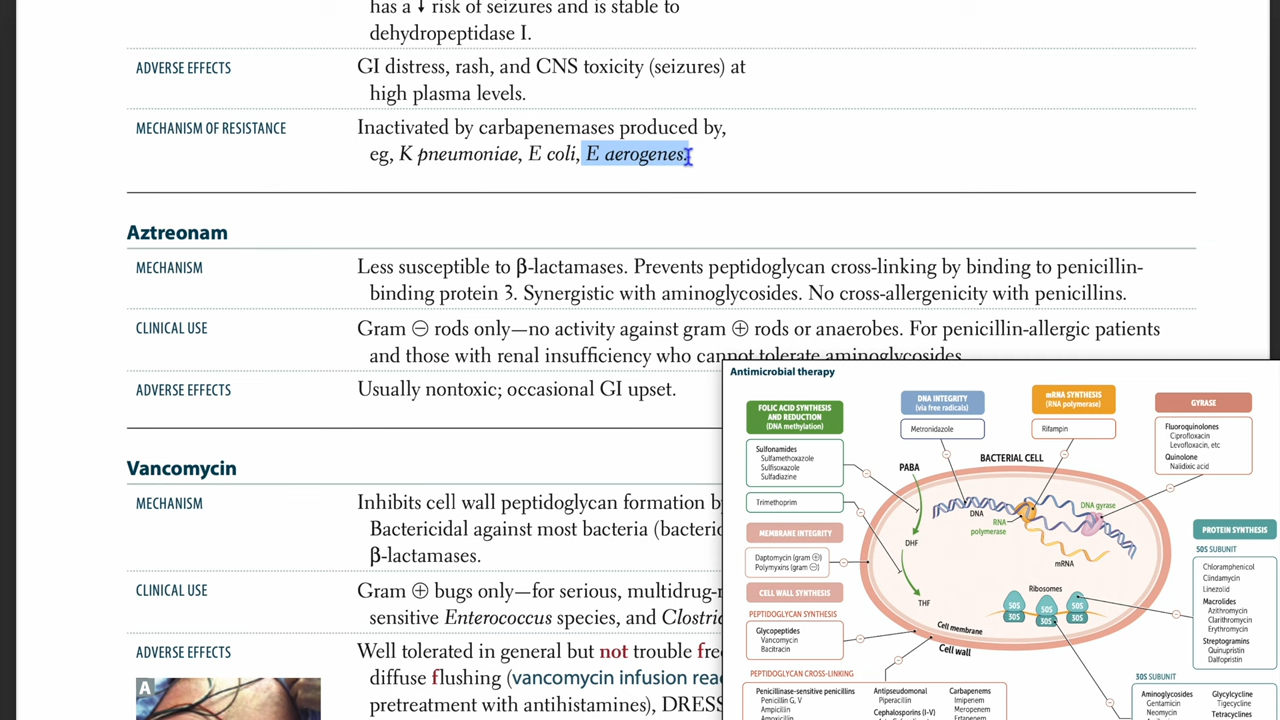 has a ↓ risk of seizures and is stable to
dehydropeptidase I.
ADVERSE EFFECTS
GI distress, rash, and CNS toxicity (seizures) at
high plasma levels.
MECHANISM OF RESISTANCE
Inactivated by carbapenemases produced by,
eg, K pneumoniae, E coli, E aerogenes.
Aztreonam
MECHANISM
Less susceptible to β-lactamases. Prevents peptidoglycan cross-linking by binding to penicillin-
binding protein 3. Synergistic with aminoglycosides. No cross-allergenicity with penicillins.
CLINICAL USE
Gram ⊖ rods only—no activity against gram ⊕ rods or anaerobes. For penicillin-allergic patients
and those with renal insufficiency who cannot tolerate aminoglycosides.
ADVERSE EFFECTS
Usually nontoxic; occasional GI upset.
Vancomycin
MECHANISM
Inhibits cell wall peptidoglycan formation
Bactericidal against most bacteria
β-lactamases.
CLINICAL USE
Gram ⊕ bugs only—for serious,
sensitive Enterococcus species, and
ADVERSE EFFECTS
Well tolerated in general but not trouble
diffuse flushing (vancomycin infusion
pretreatment with antihistamines), DRESS
A
Antimicrobial therapy
FOLIC ACID SYNTHESIS
AND REDUCTION
(DNA methylation)
Sulfonamides
Sulfamethoxazole
Sulfisoxazole
Sulfadiazine
Trimethoprim
MEMBRANE INTEGRITY
Daptomycin (gram ⊕)
Polymyxins (gram ⊖)
CELL WALL SYNTHESIS
PEPTIDOGLYCAN SYNTHESIS
Glycopeptides
Vancomycin
Bacitracin
PEPTIDOGLYCAN CROSS-LINKING
Penicillinase-sensitive penicillins
Penicillin G, V
Ampicillin
Amoxicillin
Antipseudomonal
Piperacillin
Cephalosporins (I-V)
Carbapenems
Imipenem
Meropenem
Ertapenem
DNA INTEGRITY
(via free radicals)
Metronidazole
mRNA SYNTHESIS
(RNA polymerase)
Rifampin
GYRASE
Fluoroquinolones
Ciprofloxacin
Levofloxacin, etc
Quinolone
Nalidixic acid
BACTERIAL CELL
PABA
DHF
THF
DNA
RNA
polymerase
DNA gyrase
mRNA
Ribosomes
50S
30S
50S
30S
50S
30S
Cell membrane
Cell wall
PROTEIN SYNTHESIS
50S SUBUNIT
Chloramphenicol
Clindamycin
Linezolid
Macrolides
Azithromycin
Clarithromycin
Erythromycin
Streptogramins
Quinupristin
Dalfopristin
30S SUBUNIT
Aminoglycosides
Gentamicin
Neomycin
Glycylcycline
Tigecycline
Tetracyclines